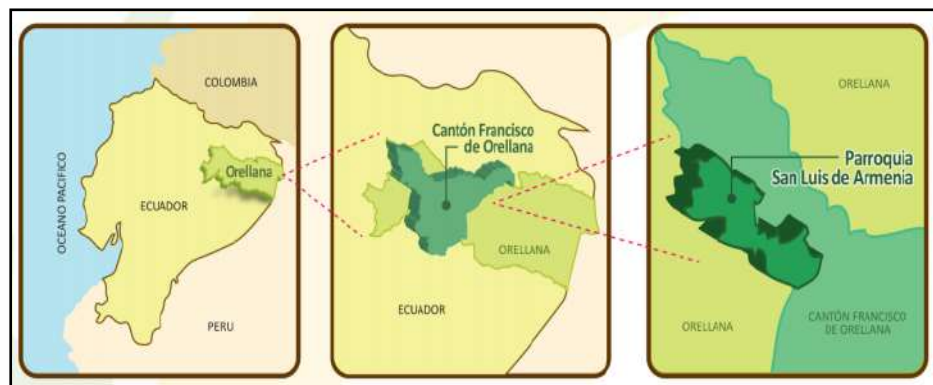 COLOMBIA
Orellana
OCEANO PACIFICO
ECUADOR
PERU
Cantón Francisco
de Orellana
ORELLANA
ECUADOR
ORELLANA
Parroquia
San Luis de Armenia
ORELLANA
CANTÓN FRANCISCO
DE ORELLANA